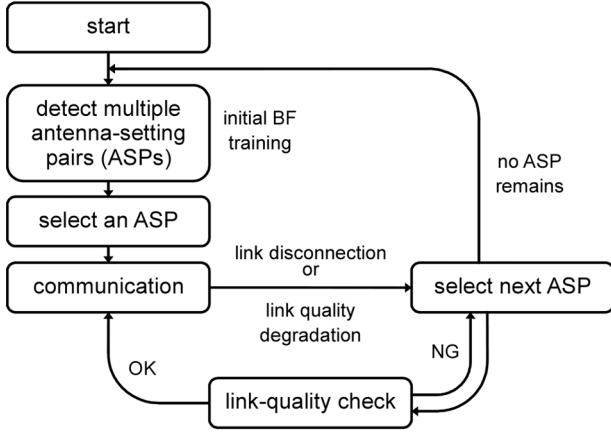 start
detect multiple
antenna-setting
pairs (ASPs)
initial BF
training
no ASP
remains
select an ASP
link disconnection
or
communication
select next ASP
link quality
degradation
OK
NG
link-quality check